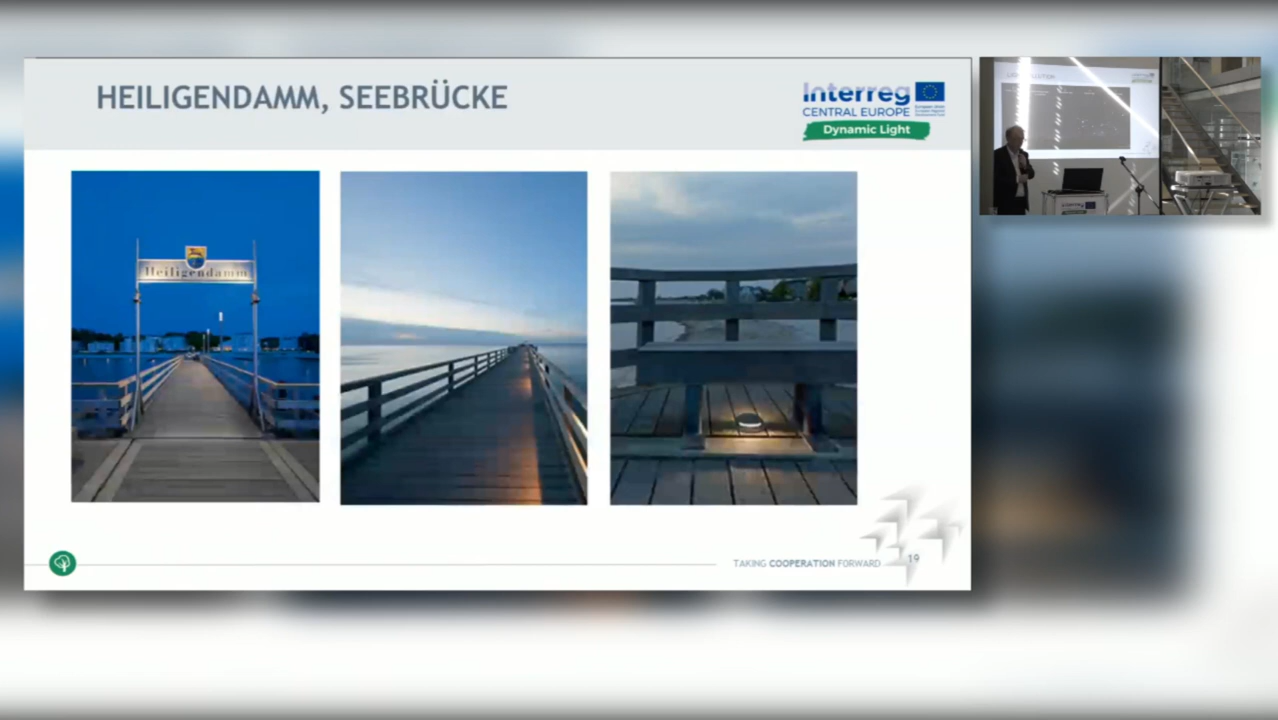 HEILIGENDAMM, SEEBRÜCKE
Interreg
CENTRAL EUROPE
Dynamic Light
Heiligendamm
TAKING COOPERATION FORWARD
19